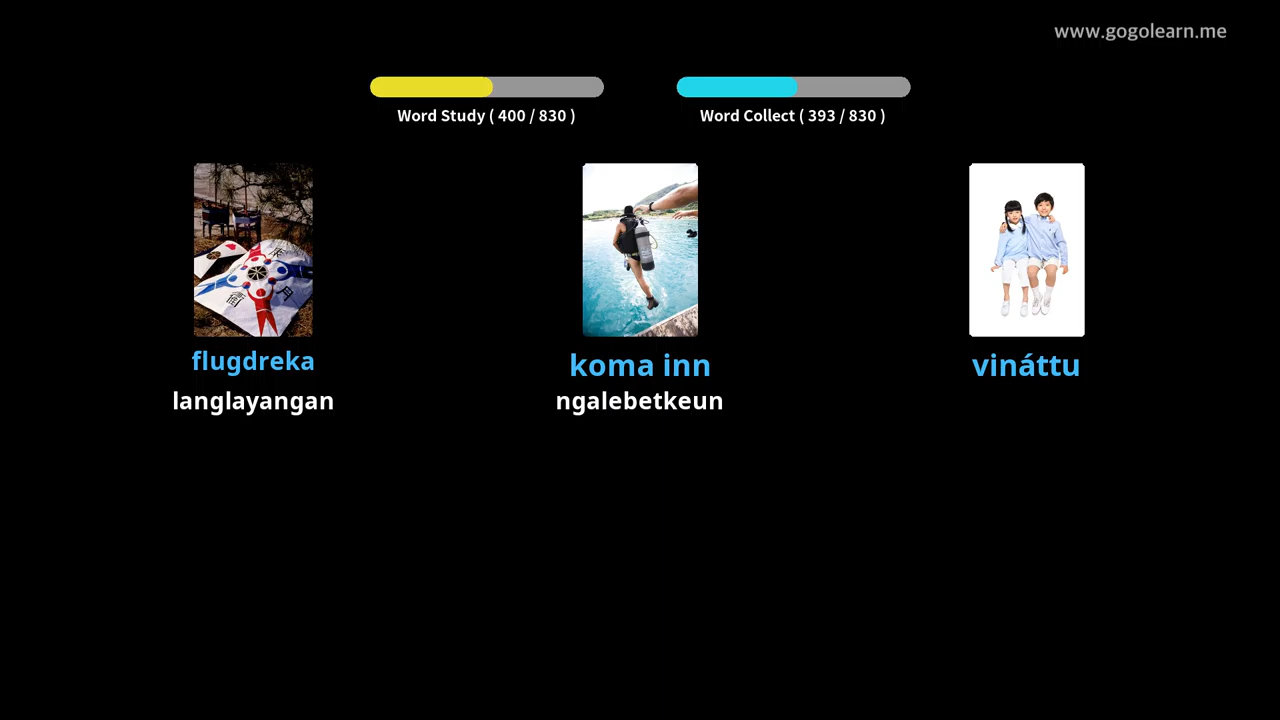 www.gogolearn.me
Word Study ( 400 / 830 )
Word Collect ( 393 / 830 )
flugdreka
koma inn
vináttu
langlayangan
ngalebetkeun